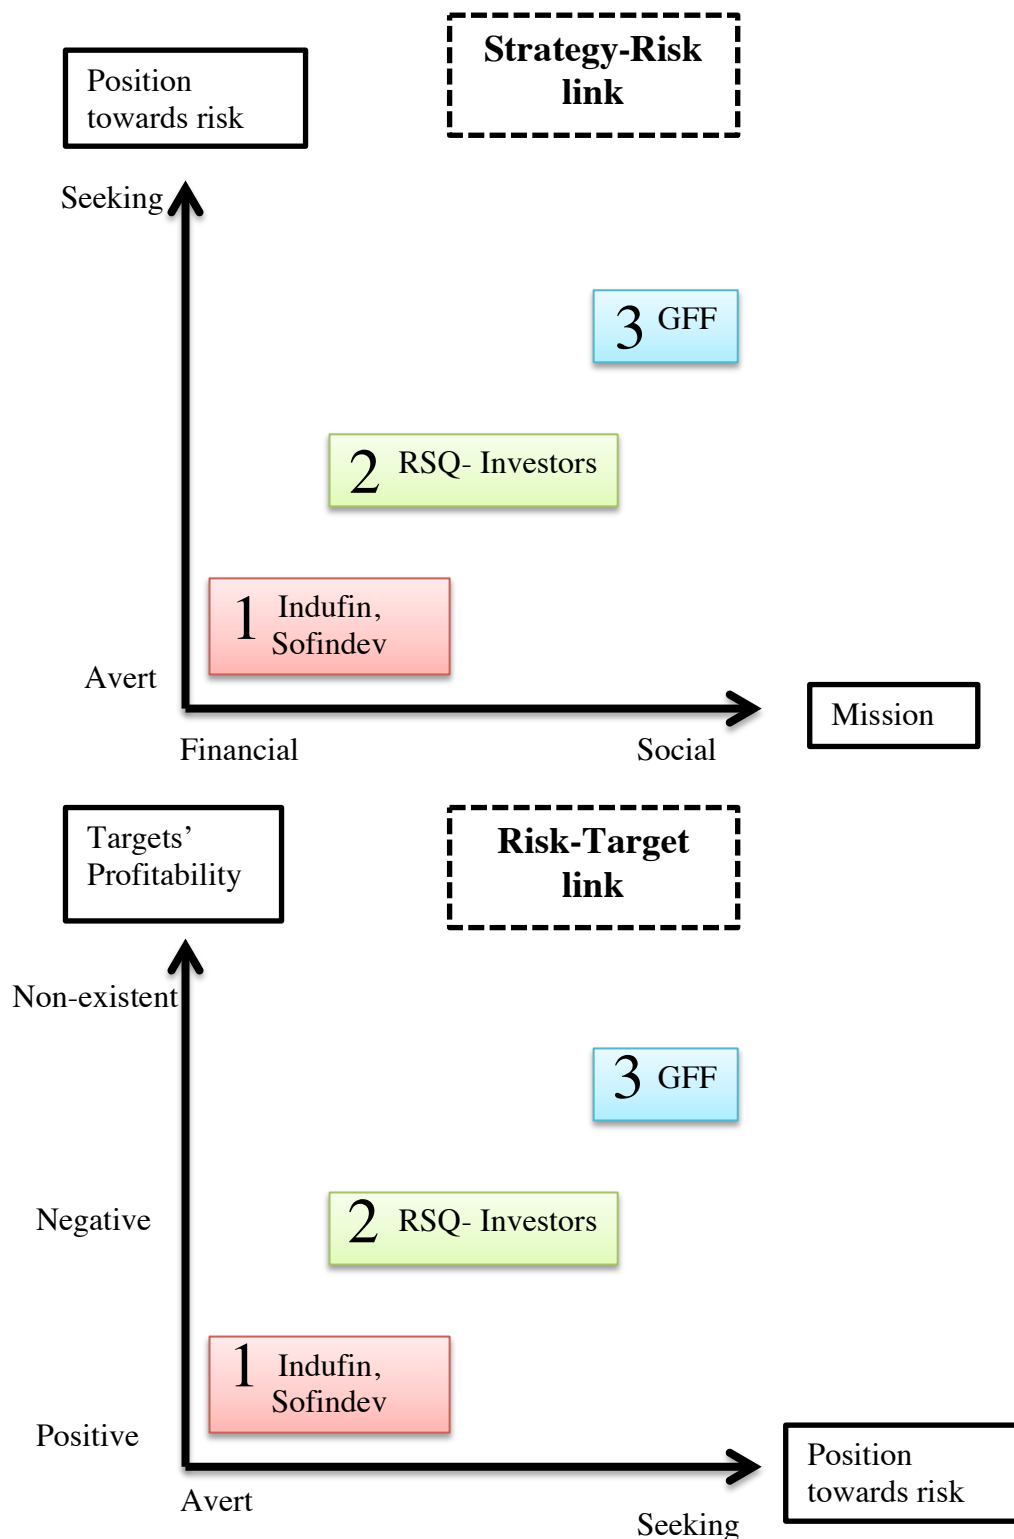 Position
towards risk
Strategy-Risk
link
Seeking
3 GFF
2 RSQ- Investors
1 Indufin,
Sofindev
Avert
Mission
Financial
Social
Targets’
Profitability
Risk-Target
link
Non-existent
3 GFF
Negative
2 RSQ- Investors
1 Indufin,
Sofindev
Positive
Position
towards risk
Avert
Seeking